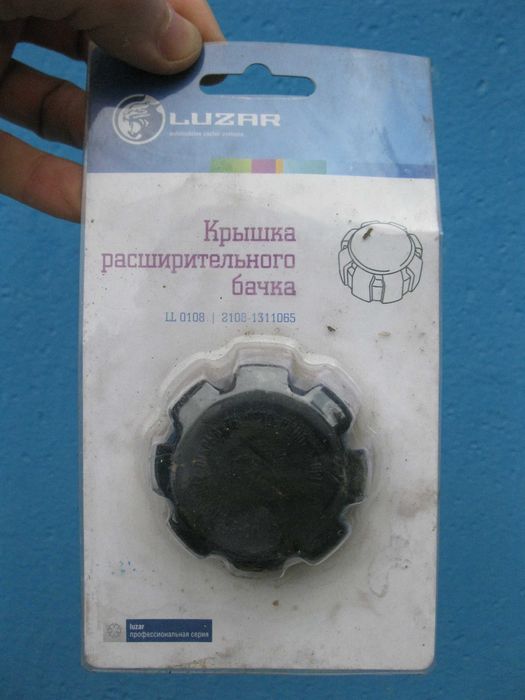 LUZAR
automotive cooler systems
Крышка
расширительного
бачка
LL 0108 | 2108-1311065
luzar
профессиональная серия